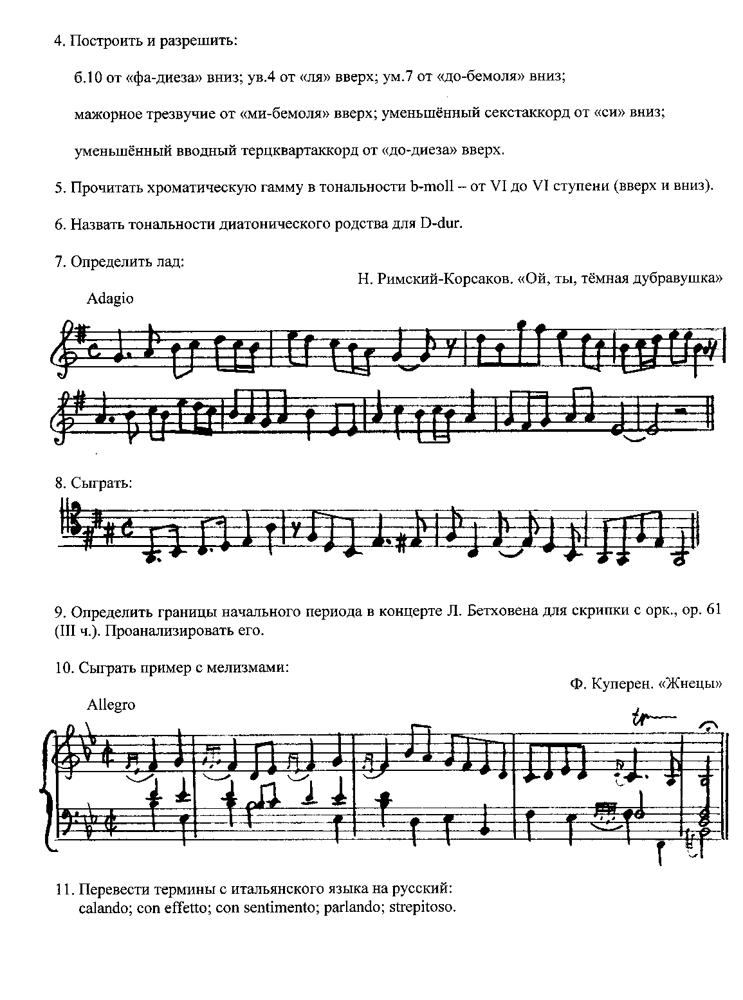 4. Построить и разрешить:
б.10 от «фа-диеза» вниз; ув.4 от «ля» вверх; ум.7 от «до-бемоля» вниз;
мажорное трезвучие от «ми-бемоля» вверх; уменьшённый секстаккорд от «си» вниз;
уменьшённый вводный терцквартаккорд от «до-диеза» вверх.
5. Прочитать хроматическую гамму в тональности b-moll – от VI до VI ступени (вверх и вниз).
6. Назвать тональности диатонического родства для D-dur.
7. Определить лад:
Н. Римский-Корсаков. «Ой, ты, тёмная дубравушка»
Adagio
8. Сыграть:
9. Определить границы начального периода в концерте Л. Бетховена для скрипки с орк., ор. 61
(III ч.). Проанализировать его.
10. Сыграть пример с мелизмами:
Ф. Куперен. «Жнецы»
Allegro
tr
11. Перевести термины с итальянского языка на русский:
calando; con effetto; con sentimento; parlando; strepitoso.